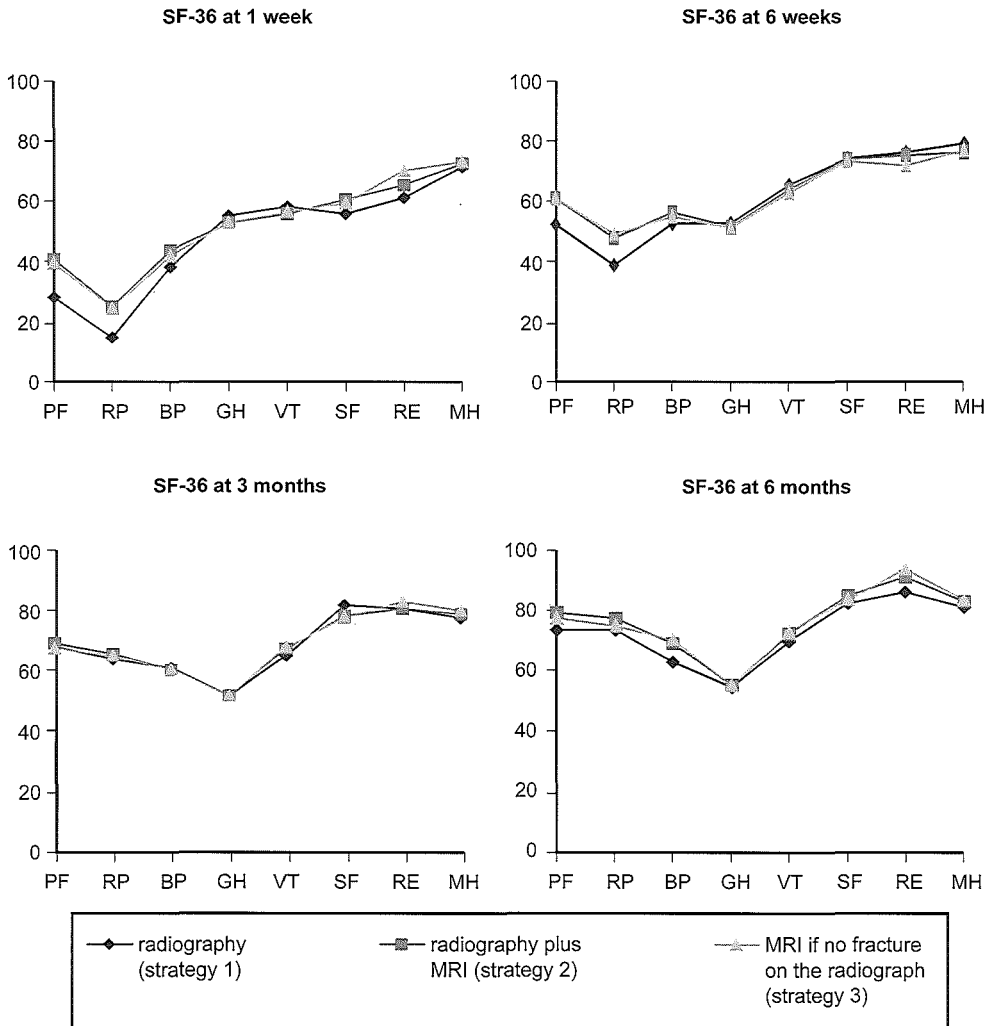 SF-36 at 1 week
100
80
60
40
20
0
PF RP BP GH VT SF RE MH
SF-36 at 6 weeks
100
80
60
40
20
0
PF RP BP GH VT SF RE MH
SF-36 at 3 months
100
80
60
40
20
0
PF RP BP GH VT SF RE MH
SF-36 at 6 months
100
80
60
40
20
0
PF RP BP GH VT SF RE MH
radiography
(strategy 1)
radiography plus
MRI (strategy 2)
MRI if no fracture
on the radiograph
(strategy 3)